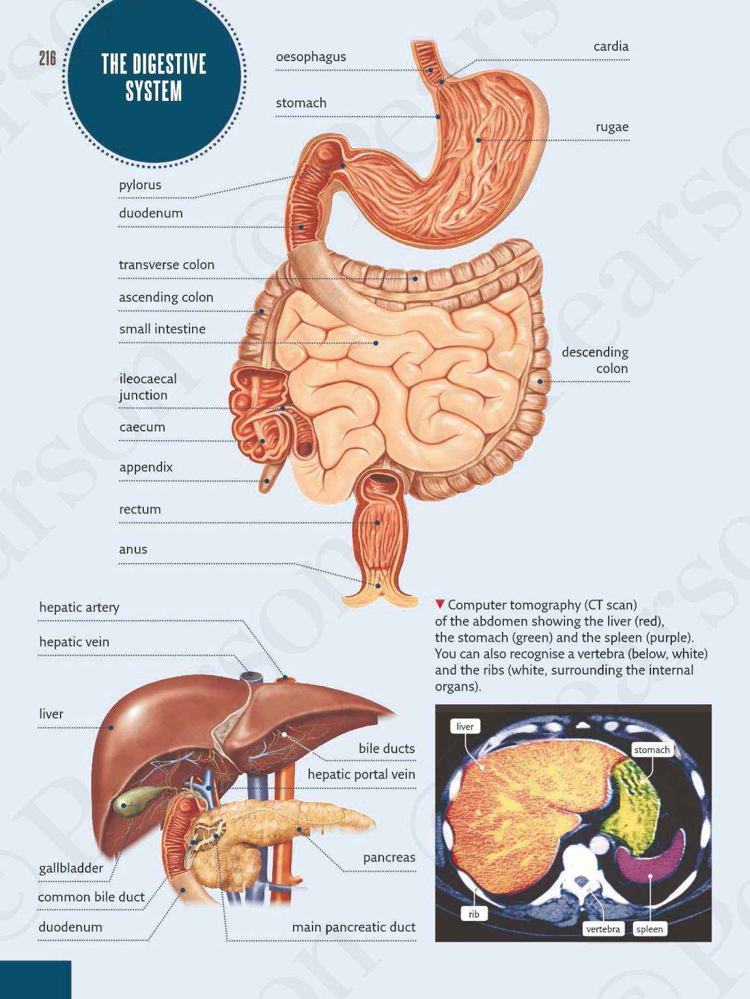 216
THE DIGESTIVE
SYSTEM
oesophagus
cardia
stomach
rugae
pylorus
duodenum
transverse colon
ascending colon
small intestine
descending
colon
ileocaecal
junction
caecum
appendix
rectum
anus
hepatic artery
hepatic vein
liver
bile ducts
hepatic portal vein
pancreas
gallbladder
common bile duct
duodenum
main pancreatic duct
▼ Computer tomography (CT scan)
of the abdomen showing the liver (red),
the stomach (green) and the spleen (purple).
You can also recognise a vertebra (below, white)
and the ribs (white, surrounding the internal
organs).
liver
stomach
rib
vertebra
spleen
© Pearson